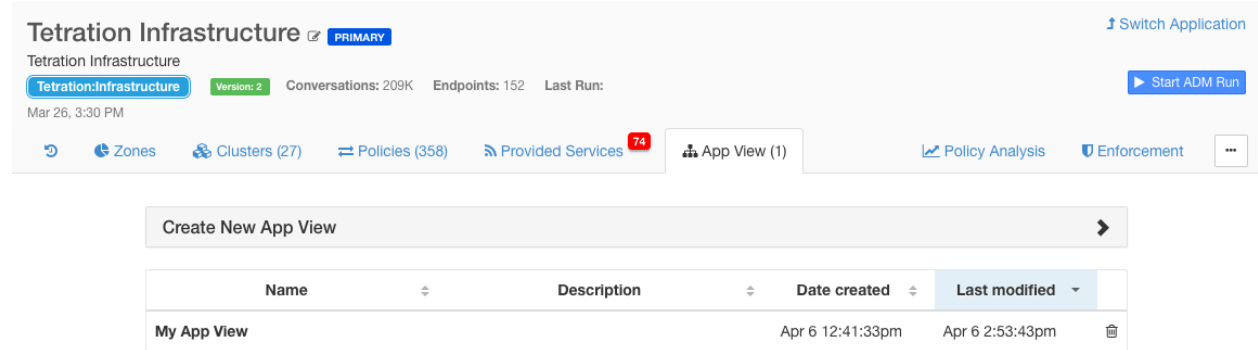 Tetration Infrastructure PRIMARY
Switch Application
Tetration Infrastructure
Tetration:Infrastructure Version: 2 Conversations: 209K Endpoints: 152 Last Run:
Start ADM Run
Mar 26, 3:30 PM
Zones Clusters (27) Policies (358) Provided Services 74 App View (1) Policy Analysis Enforcement ...
Create New App View
Name Description Date created Last modified
My App View Apr 6 12:41:33pm Apr 6 2:53:43pm